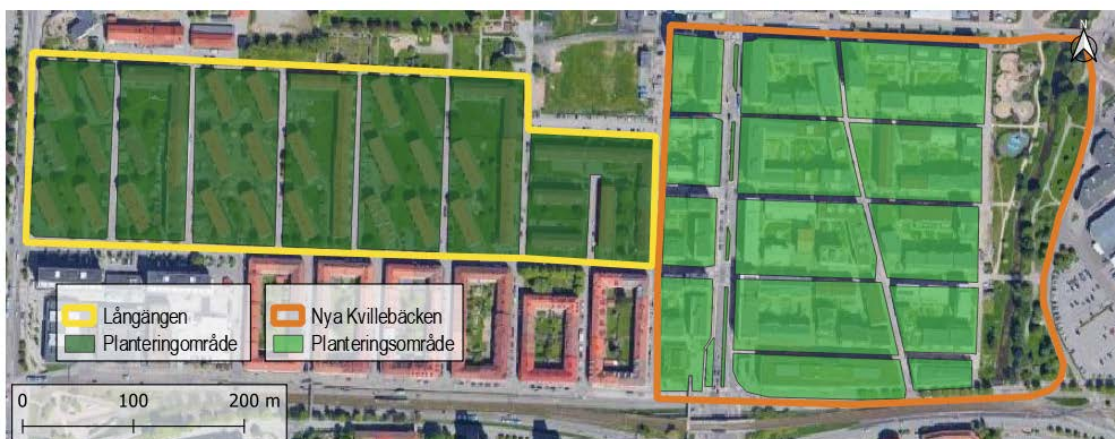 N
Långängen
Planteringområde
Nya Kvillebäcken
Planteringsområde
0 100 200 m